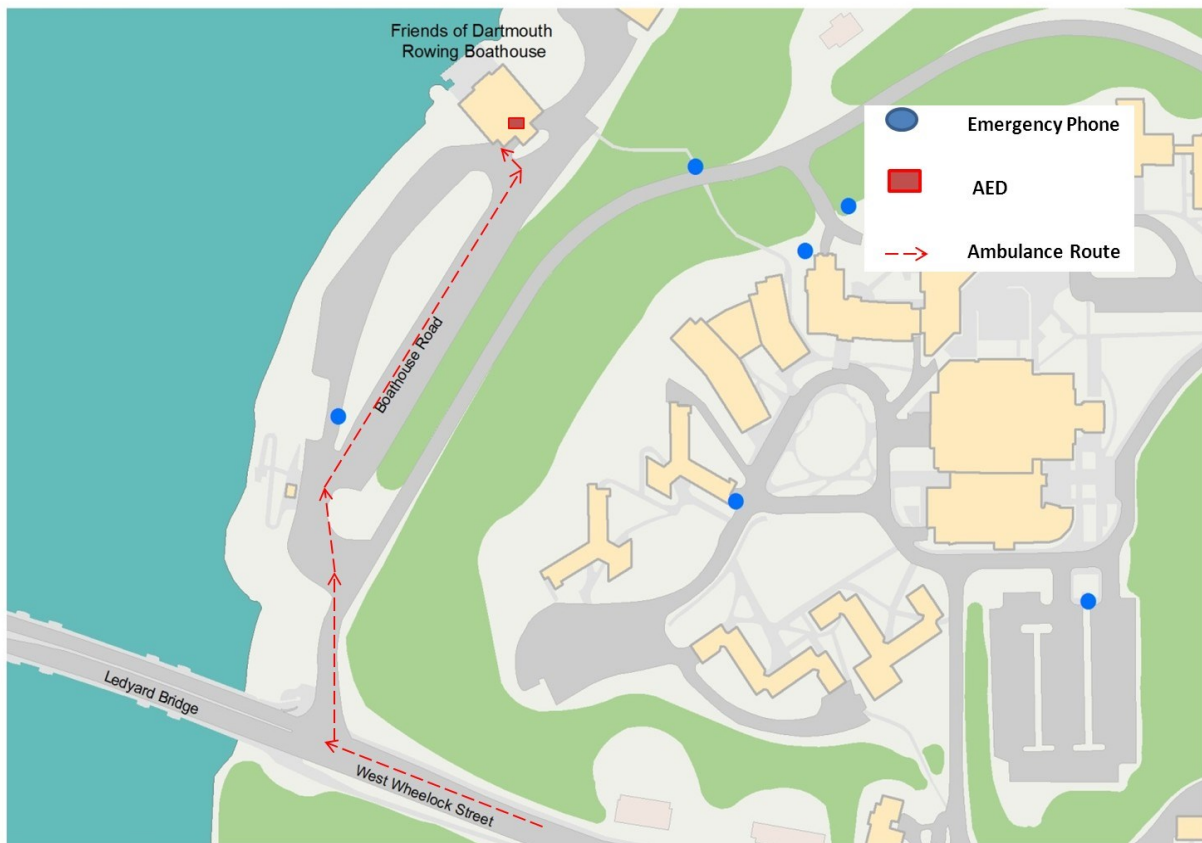 Friends of Dartmouth
Rowing Boathouse
Emergency Phone
AED
Ambulance Route
Boathouse Road
Ledyard Bridge
West Wheelock Street